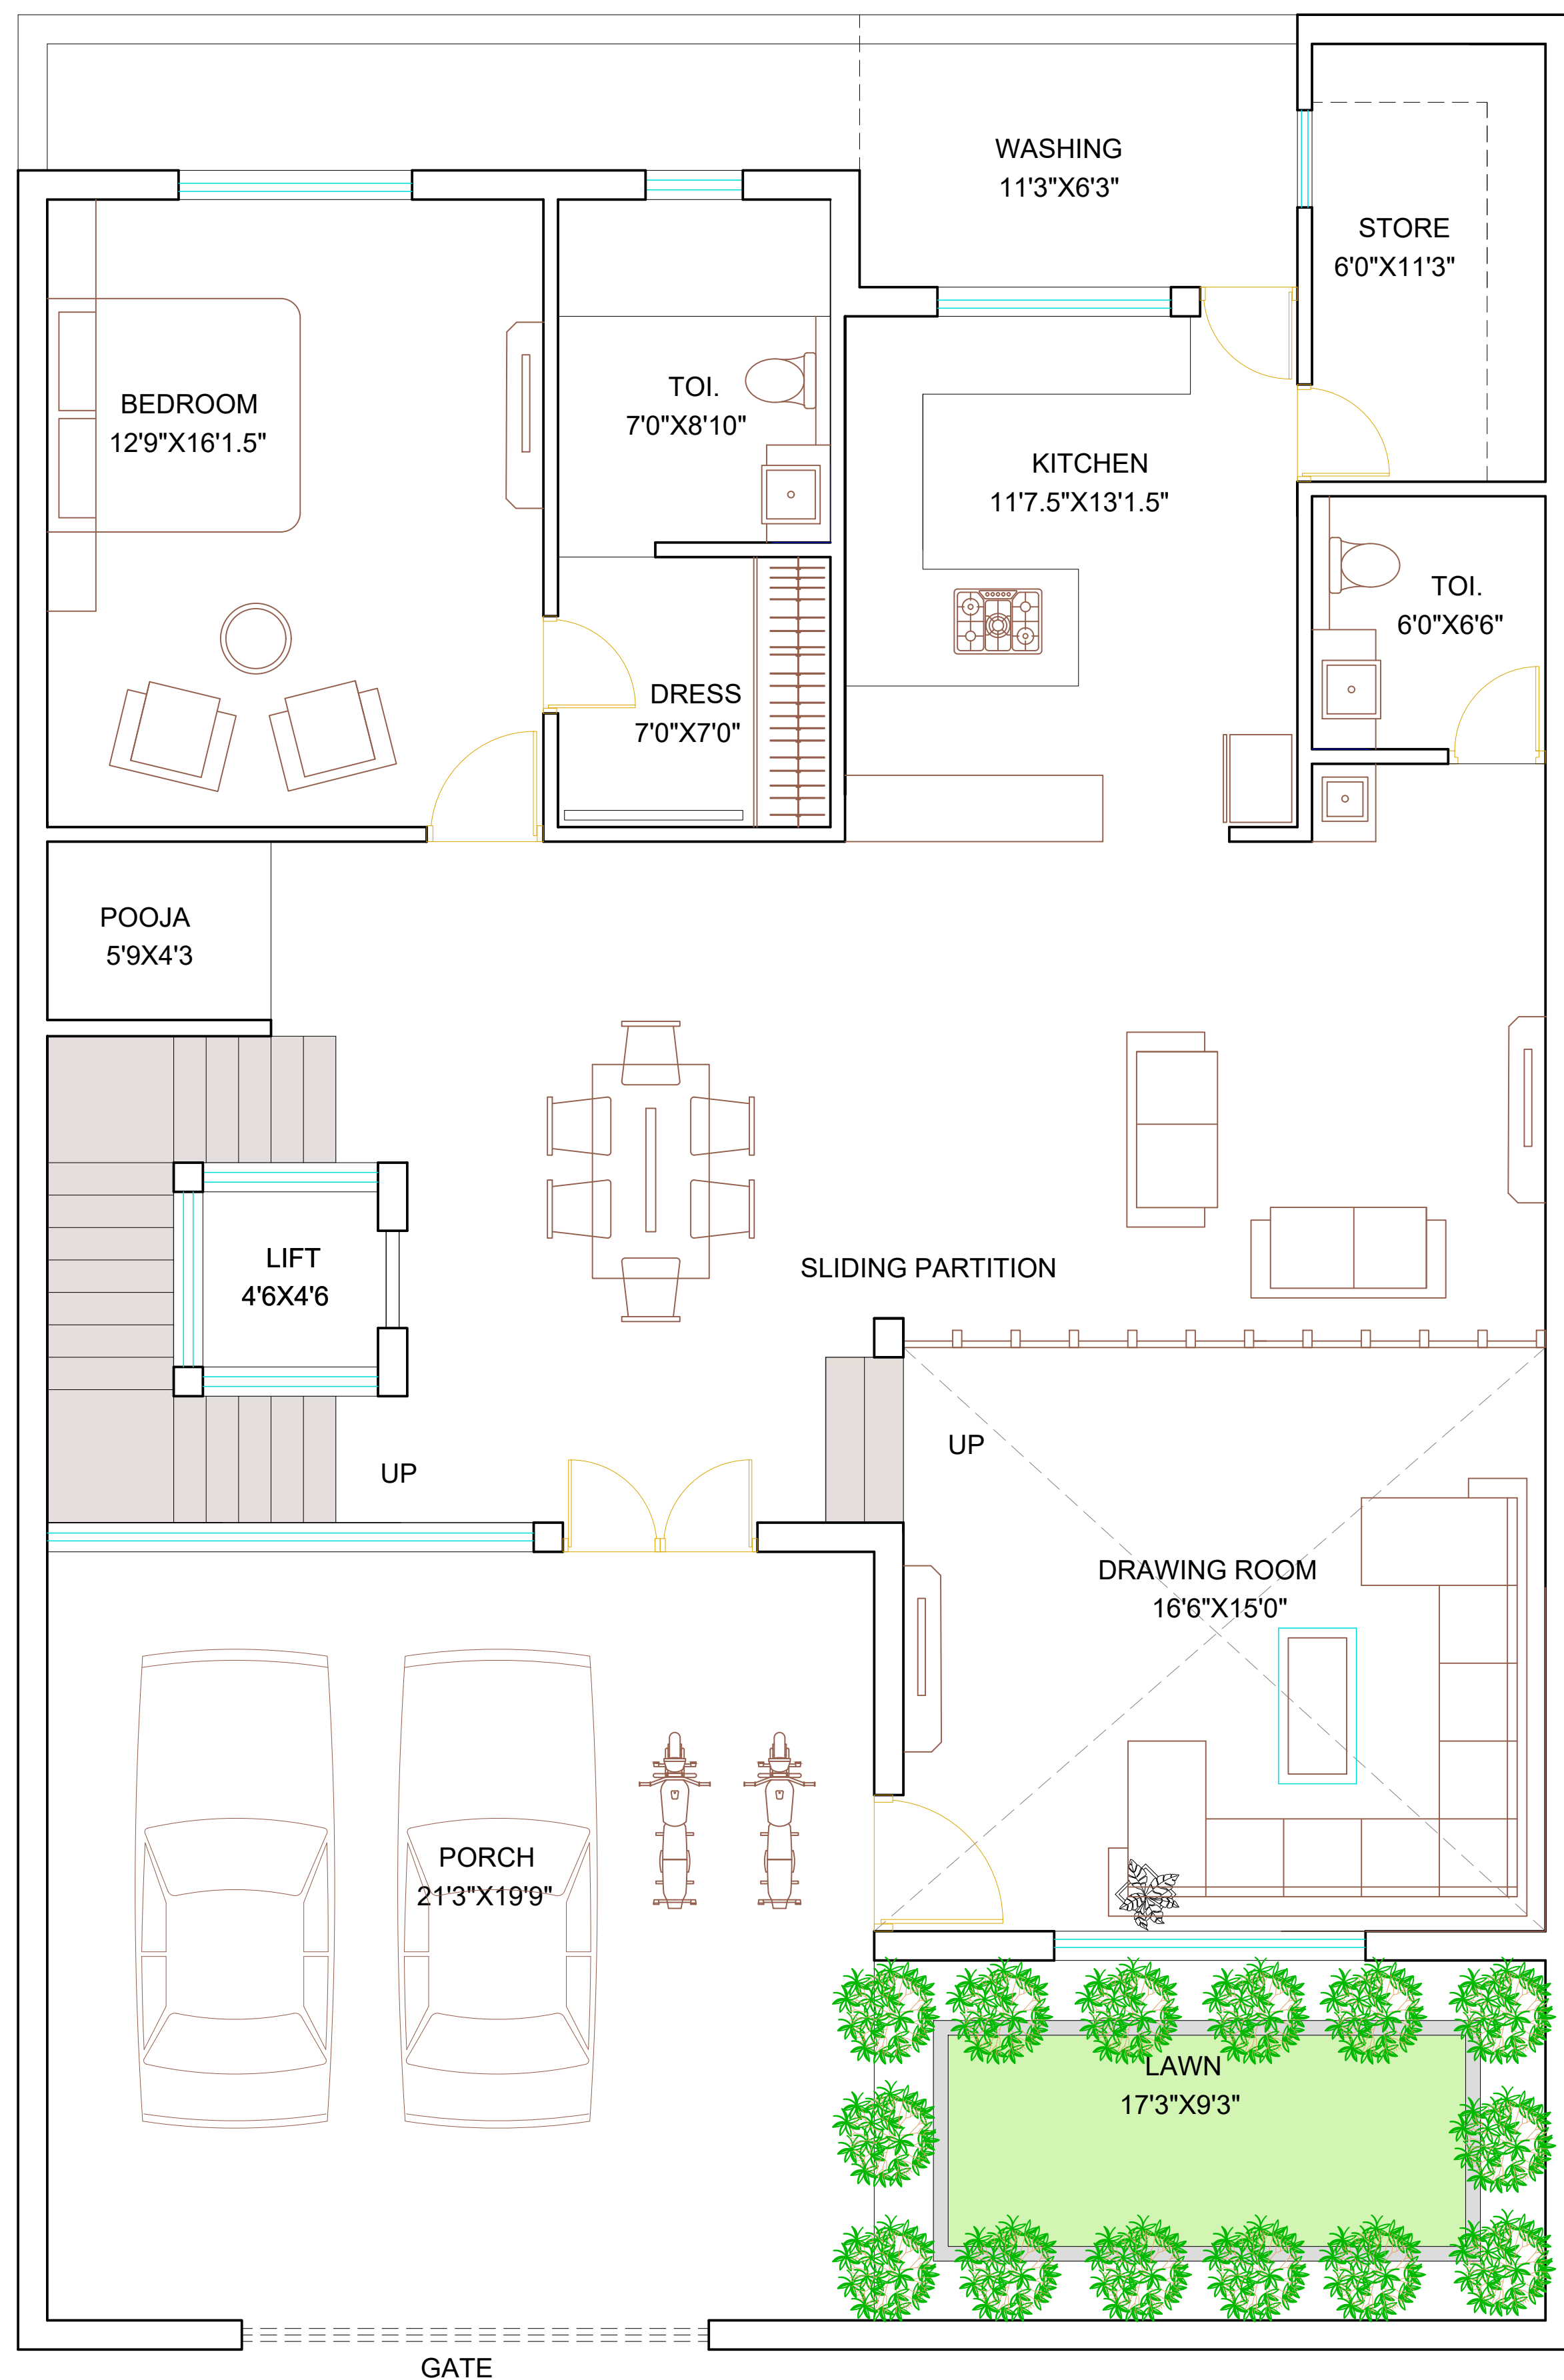 WASHING
11'3"X6'3"
STORE
6'0"X11'3"
BEDROOM
12'9"X16'1.5"
TOI.
7'0"X8'10"
KITCHEN
11'7.5"X13'1.5"
TOI.
6'0"X6'6"
DRESS
7'0"X7'0"
POOJA
5'9X4'3
LIFT
4'6X4'6
SLIDING PARTITION
UP
UP
DRAWING ROOM
16'6"X15'0"
PORCH
21'3"X19'9"
LAWN
17'3"X9'3"
GATE